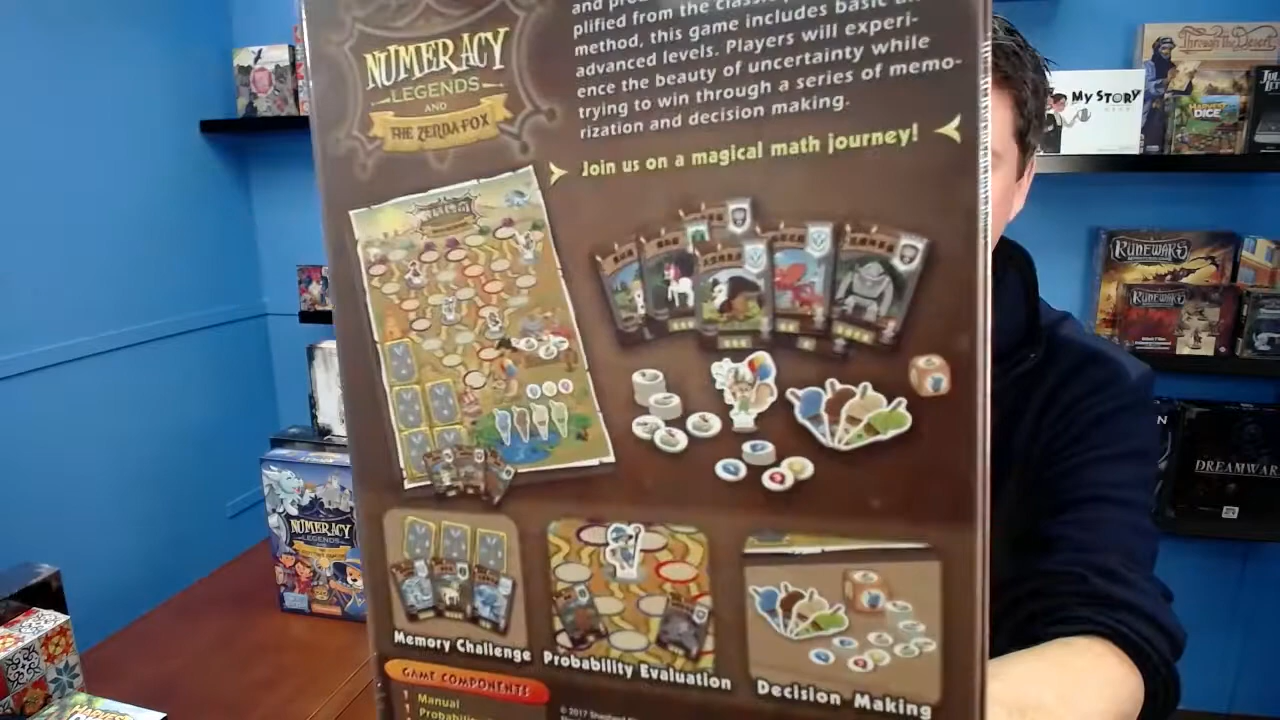 plified from the classic
method, this game includes basic
advanced levels. Players will experi-
ence the beauty of uncertainty while
trying to win through a series of memo-
rization and decision making.
NUMERACY
LEGENDS
AND
THE ZERDA FOX
Join us on a magical math journey!
Memory Challenge
Probability Evaluation
Decision Making
GAME COMPONENTS
1 Manual
© 2017
NUMERACY
LEGENDS
My Story
Through the Desert
HARVEST
DICE
RUNEWARS
RUNEWARS
DREAMWAR